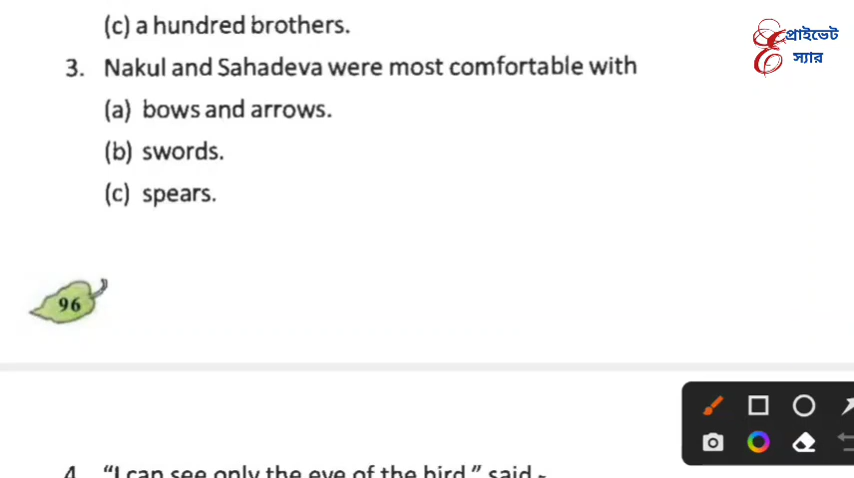 (c) a hundred brothers.
প্রাইভেট
স্যার
3. Nakul and Sahadeva were most comfortable with
(a) bows and arrows.
(b) swords.
(c) spears.
96
4. “I can see only the eye of the bird,” said -